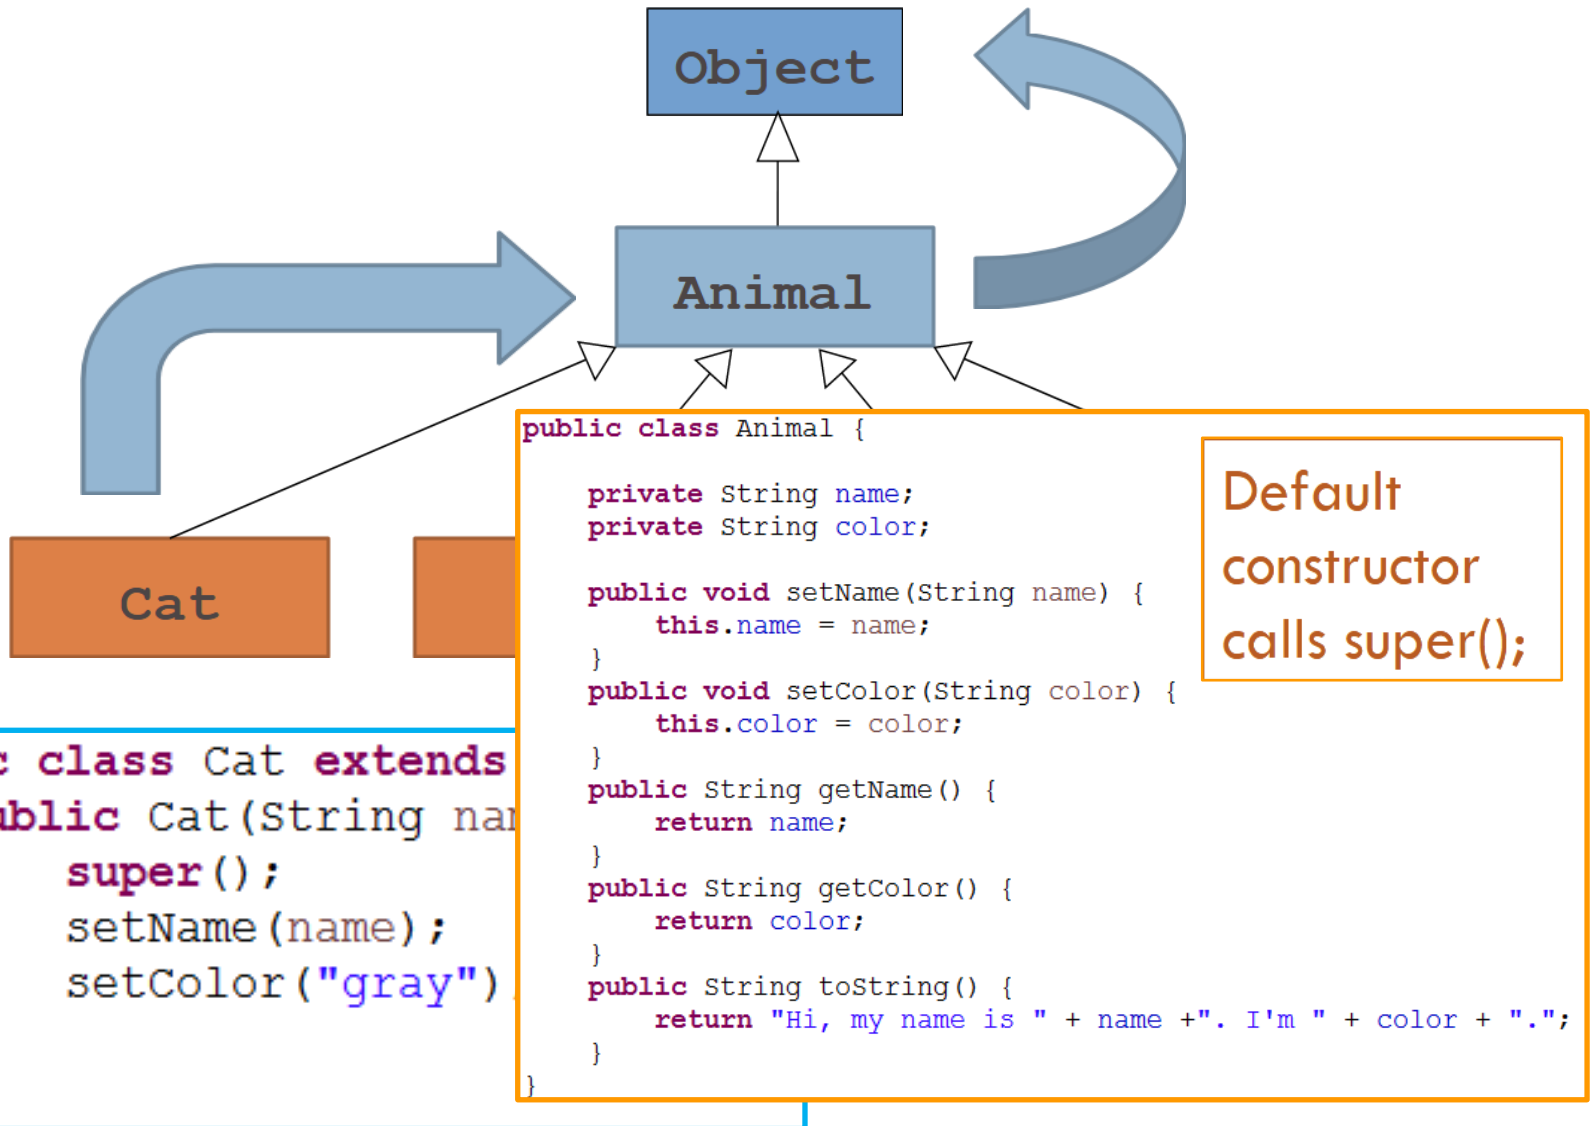 Object
Animal
Cat
public class Animal {
private String name;
private String color;
public void setName(String name) {
this.name = name;
}
public void setColor(String color) {
this.color = color;
}
public String getName() {
return name;
}
public String getColor() {
return color;
}
public String toString() {
return "Hi, my name is " + name +". I'm " + color + ".";
}
}
Default
constructor
calls super();
c class Cat extends
ublic Cat(String na
super();
setName(name);
setColor("gray")